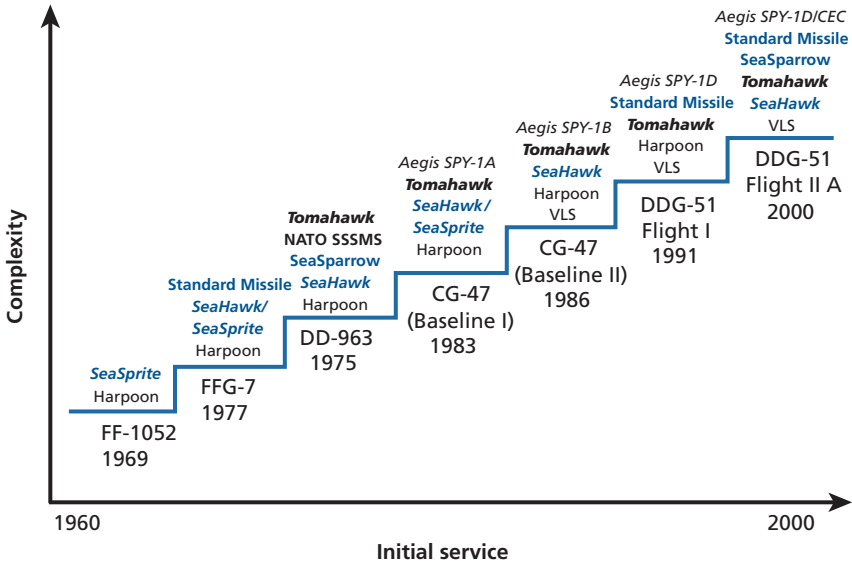 Complexity
SeaSprite
Harpoon
FF-1052
1969
Standard Missile
SeaHawk/
SeaSprite
Harpoon
FFG-7
1977
Tomahawk
NATO SSSMS
SeaSparrow
SeaHawk
Harpoon
DD-963
1975
Aegis SPY-1A
Tomahawk
SeaHawk/
SeaSprite
Harpoon
CG-47
(Baseline I)
1983
Aegis SPY-1B
Tomahawk
SeaHawk
Harpoon
VLS
CG-47
(Baseline II)
1986
Aegis SPY-1D
Standard Missile
Tomahawk
Harpoon
VLS
DDG-51
Flight I
1991
Aegis SPY-1D/CEC
Standard Missile
SeaSparrow
Tomahawk
SeaHawk
VLS
DDG-51
Flight II A
2000
1960
2000
Initial service